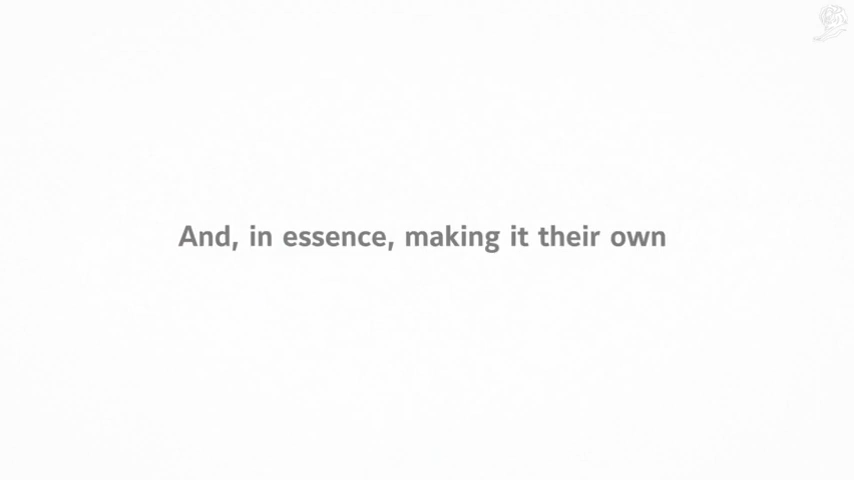 And, in essence, making it their own